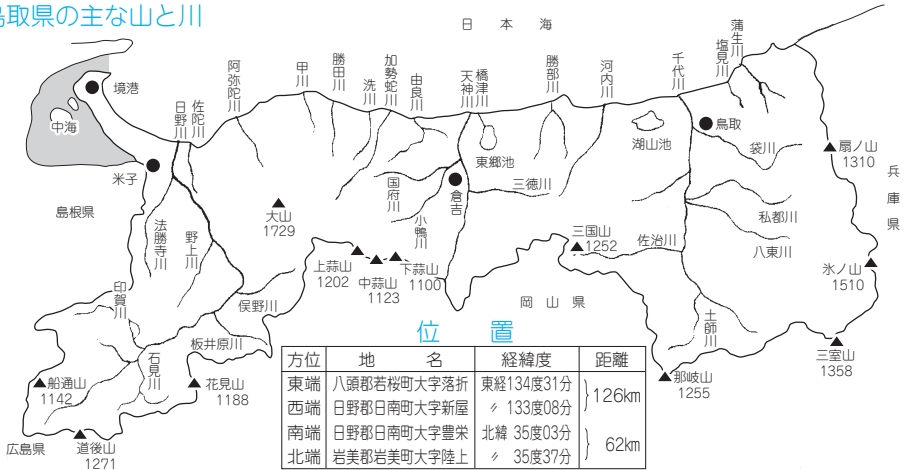 鳥取県の主な山と川
日本海
境港
中海
米子
島根県
日野川
佐陀川
阿弥陀川
甲川
勝田川
洗川
加勢蛇川
由良川
天神川
橋津川
勝部川
河内川
千代川
塩見川
蒲生川
鳥取
湖山池
東郷池
袋川
扇ノ山
1310
兵庫県
三徳川
倉吉
国府川
小鴨川
大山
1729
私都川
八東川
三国山
1252
佐治川
氷ノ山
1510
法勝寺川
野上川
上蒜山
1202
中蒜山
1123
下蒜山
1100
岡山県
土師川
印賀川
俣野川
板井原川
石見川
船通山
1142
花見山
1188
三室山
1358
那岐山
1255
広島県
道後山
1271
位置
方位 地名 経緯度 距離
東端 八頭郡若桜町大字落折 東経134度31分
126km
西端 日野郡日南町大字新屋 〃 133度08分
南端 日野郡日南町大字豊栄 北緯 35度03分
62km
北端 岩美郡岩美町大字陸上 〃 35度37分